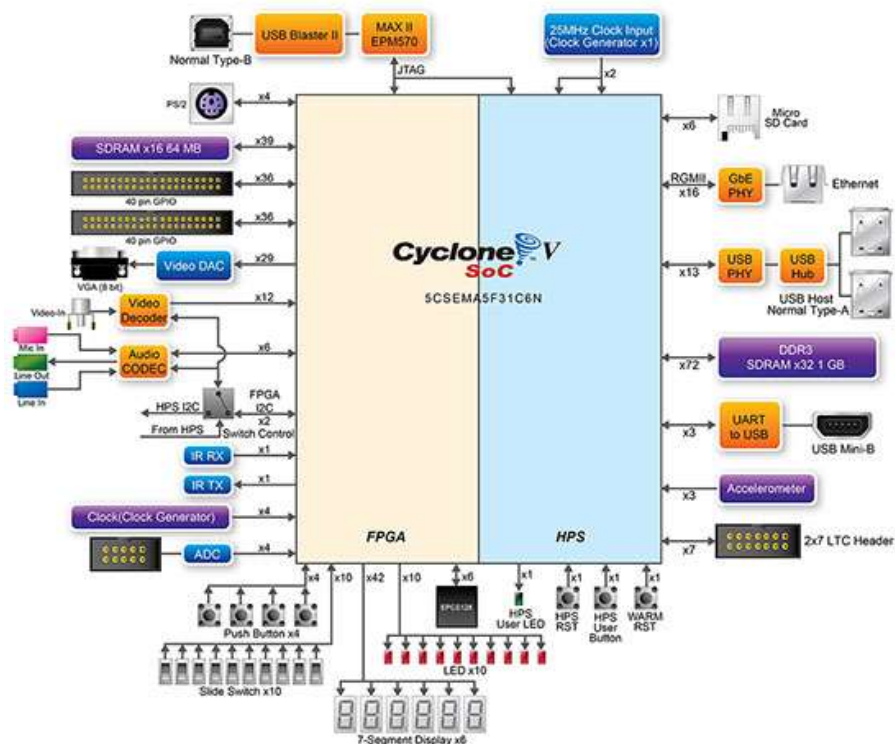 USB Blaster II
MAX II
EPM570
Normal Type-B
25MHz Clock Input
(Clock Generator x1)
JTAG
x2
PS/2
x4
x6
Micro
SD Card
SDRAM x16 64 MB
x39
40 pin GPIO
x36
RGMII
x16
GbE
PHY
Ethernet
40 pin GPIO
x36
Cyclone V
SoC
5CSEMA5F31C6N
VGA (8 bit)
Video DAC
x29
x13
USB
PHY
USB
Hub
USB Host
Normal Type-A
Video-In
Video
Decoder
x12
Mic In
Line Out
Line In
Audio
CODEC
x6
x72
DDR3
SDRAM x32 1 GB
HPS I2C
FPGA
I2C
x2
From HPS
Switch Control
x3
UART
to USB
USB Mini-B
IR RX
x1
IR TX
x1
x3
Accelerometer
Clock(Clock Generator)
x4
ADC
x4
FPGA
HPS
x7
2x7 LTC Header
x4
x10
x42
x10
x6
x1
x1
x1
x1
Push Button x4
HPS
User LED
HPS
RST
HPS
User
Button
WARM
RST
Slide Switch x10
LED x10
7-Segment Display x6